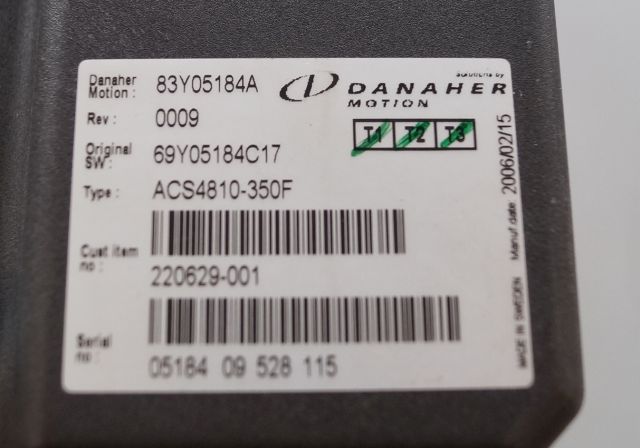 Danaher Motion : 83Y05184A
solutions by
DANAHER
MOTION
Rev : 0009
T1 T2 T3
Original SW : 69Y05184C17
Type : ACS4810-350F
Cust item no : 220629-001
Serial no : 05184 09 528 115
MADE IN SWEDEN Manuf date: 2006/02/15